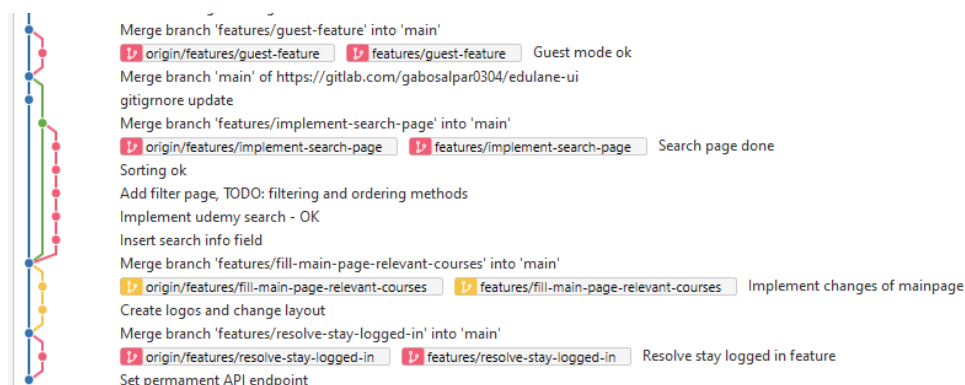 Merge branch 'features/guest-feature' into 'main'
origin/features/guest-feature features/guest-feature Guest mode ok
Merge branch 'main' of https://gitlab.com/gabosalpar0304/edulane-ui
gitigrnore update
Merge branch 'features/implement-search-page' into 'main'
origin/features/implement-search-page features/implement-search-page Search page done
Sorting ok
Add filter page, TODO: filtering and ordering methods
Implement udemy search - OK
Insert search info field
Merge branch 'features/fill-main-page-relevant-courses' into 'main'
origin/features/fill-main-page-relevant-courses features/fill-main-page-relevant-courses Implement changes of mainpage
Create logos and change layout
Merge branch 'features/resolve-stay-logged-in' into 'main'
origin/features/resolve-stay-logged-in features/resolve-stay-logged-in Resolve stay logged in feature
Set permament API endpoint